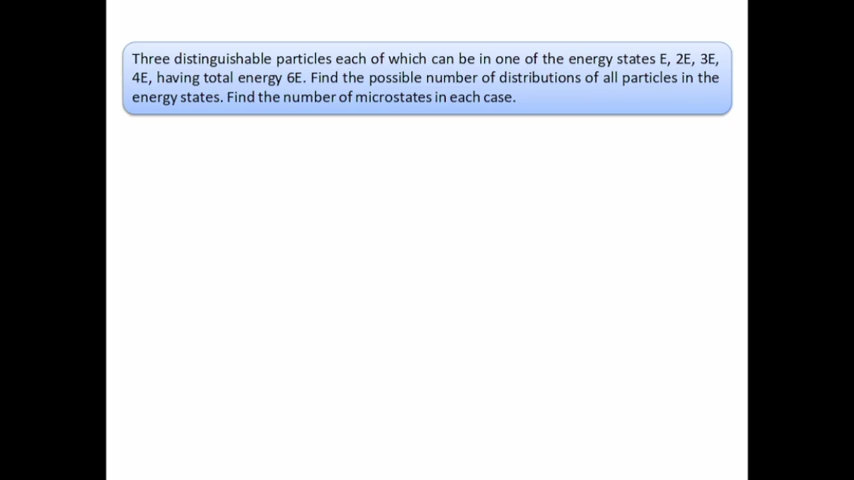 Three distinguishable particles each of which can be in one of the energy states E, 2E, 3E,
4E, having total energy 6E. Find the possible number of distributions of all particles in the
energy states. Find the number of microstates in each case.